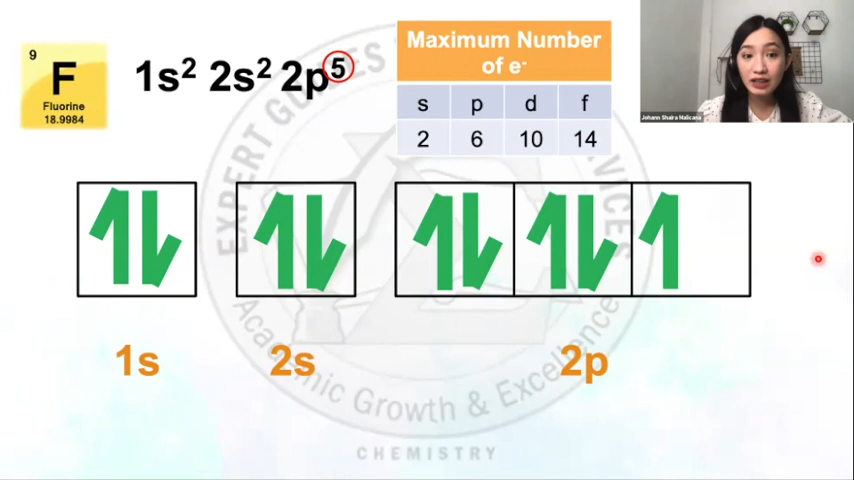 9
F
Fluorine
18.9984
1s² 2s² 2p⁵
Maximum Number
of e⁻
s p d f
2 6 10 14
Johann Shaira Malicana
1s 2s 2p
Academic Growth & Excellence
CHEMISTRY